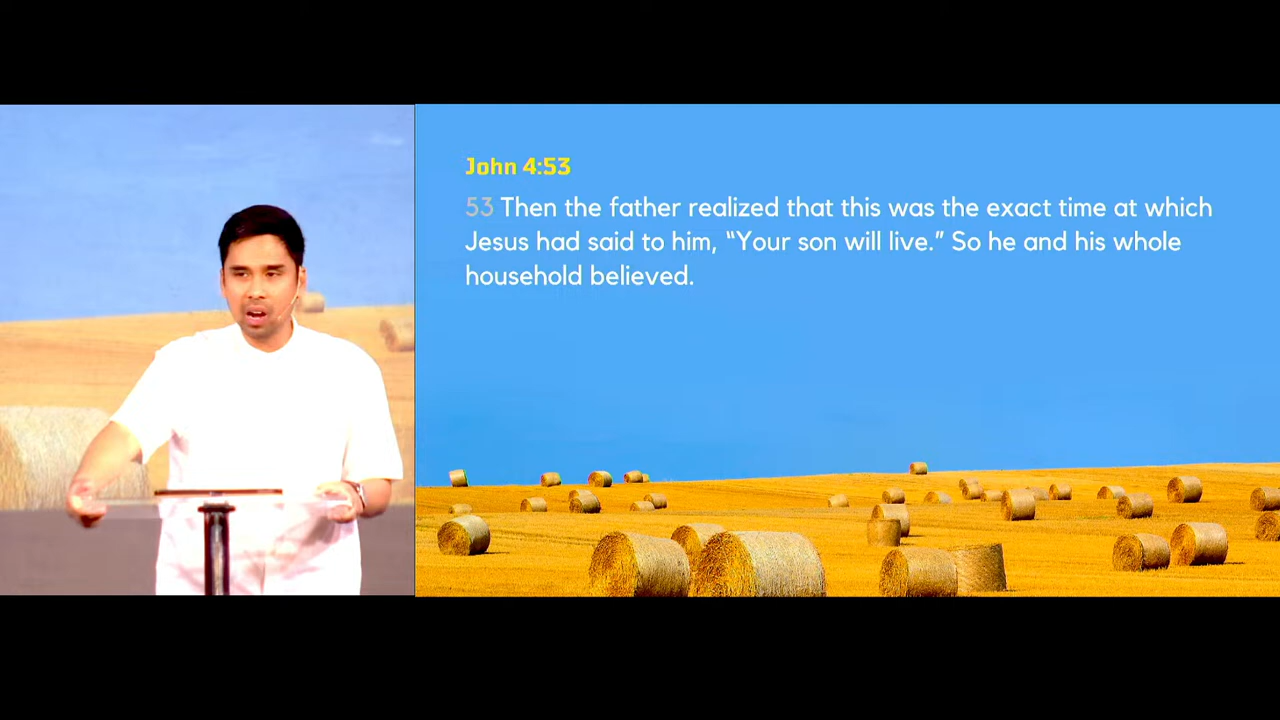 John 4:53
53 Then the father realized that this was the exact time at which
Jesus had said to him, “Your son will live.” So he and his whole
household believed.